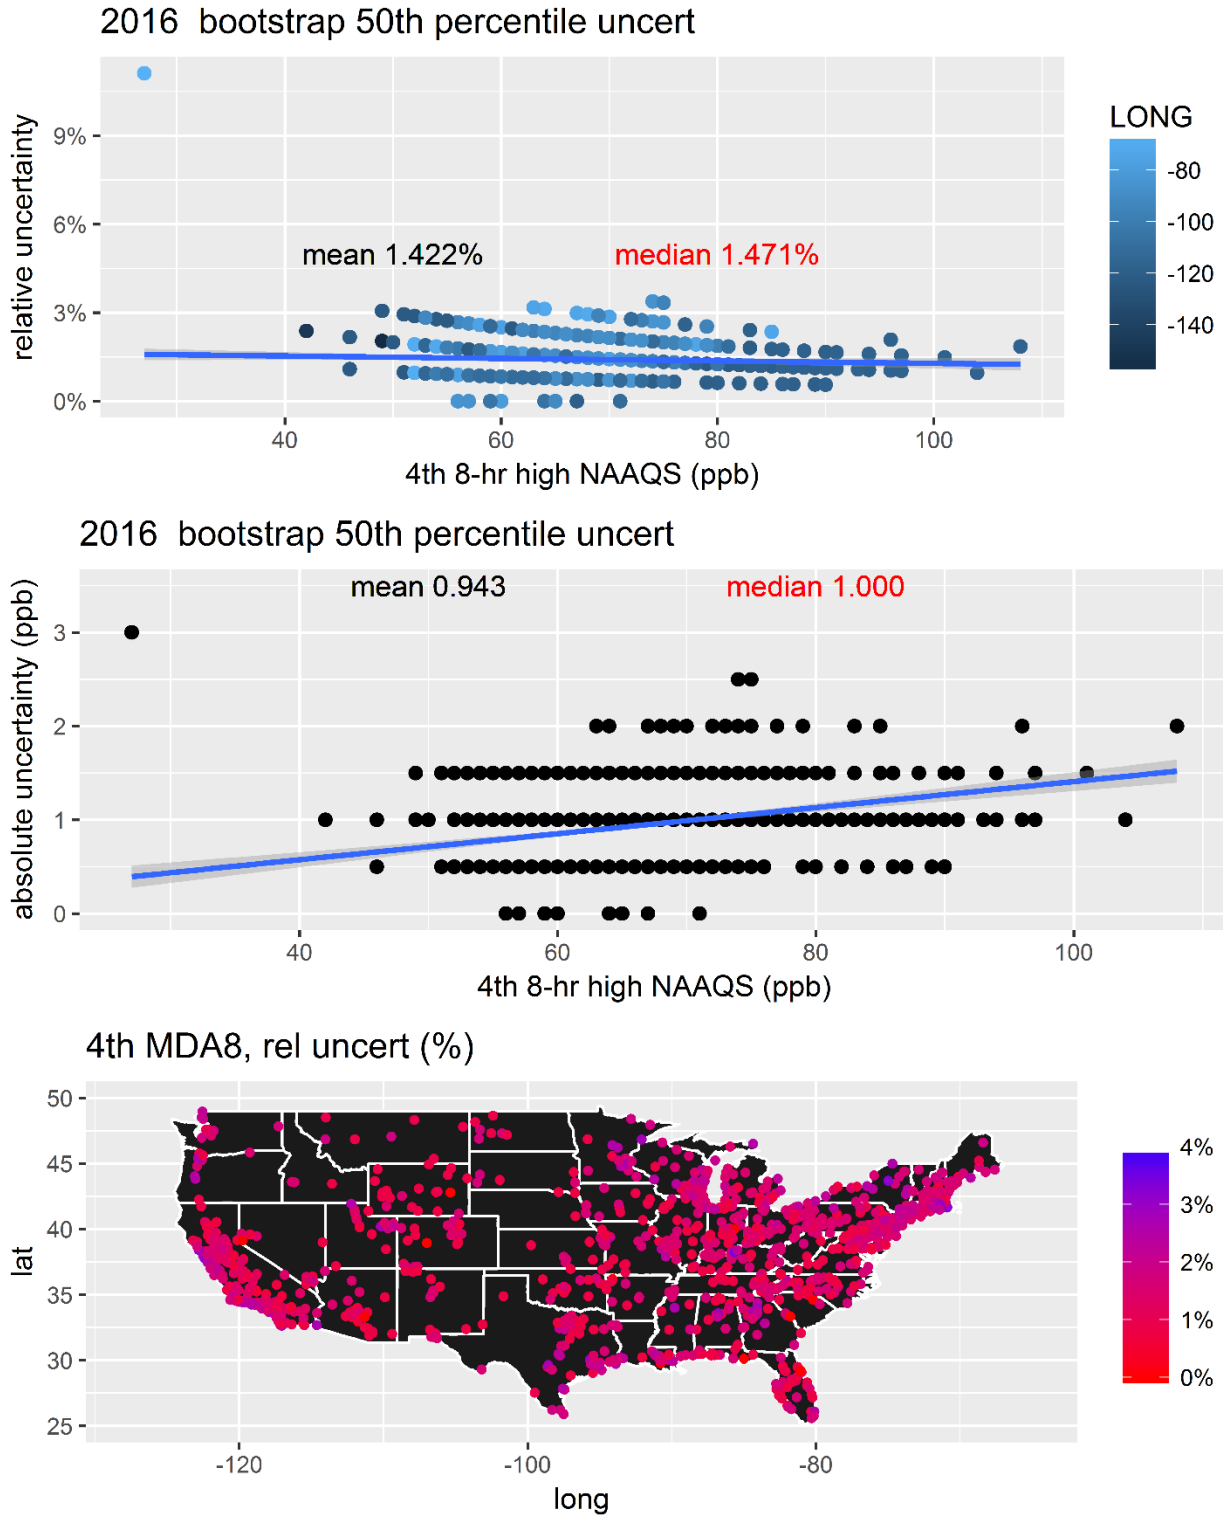 2016  bootstrap 50th percentile uncert
relative uncertainty
9%
6%
3%
0%
mean 1.422%
median 1.471%
40
60
80
100
4th 8-hr high NAAQS (ppb)
LONG
-80
-100
-120
-140
2016  bootstrap 50th percentile uncert
absolute uncertainty (ppb)
3
2
1
0
mean 0.943
median 1.000
40
60
80
100
4th 8-hr high NAAQS (ppb)
4th MDA8, rel uncert (%)
lat
50
45
40
35
30
25
-120
-100
-80
long
4%
3%
2%
1%
0%